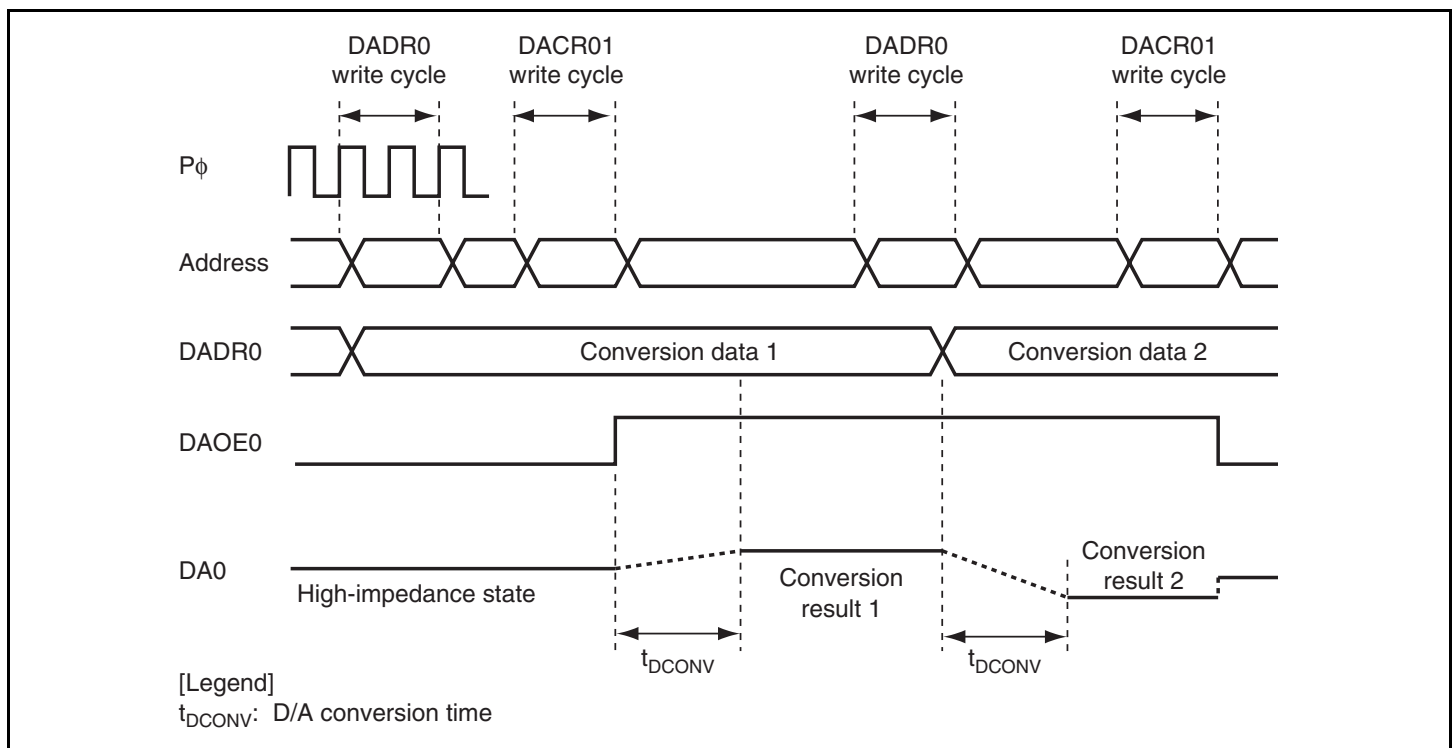 DADR0
write cycle
DACR01
write cycle
DADR0
write cycle
DACR01
write cycle
Pϕ
Address
DADR0
Conversion data 1
Conversion data 2
DAOE0
DA0
High-impedance state
Conversion
result 1
Conversion
result 2
tDCONV
tDCONV
[Legend]
tDCONV: D/A conversion time